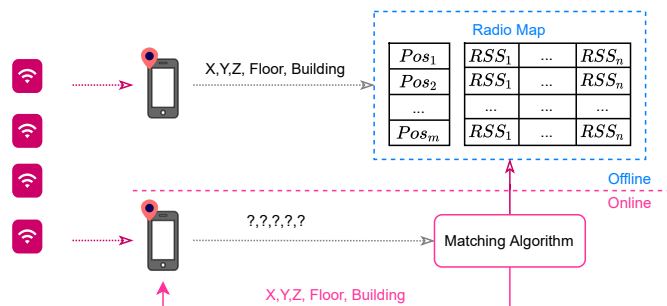 Radio Map
X,Y,Z, Floor, Building
Pos₁ RSS₁ ... RSSₙ
Pos₂ RSS₁ ... RSSₙ
... ... ... ...
Posₘ RSS₁ ... RSSₙ
Offline
Online
?,?,?,?,?
Matching Algorithm
X,Y,Z, Floor, Building